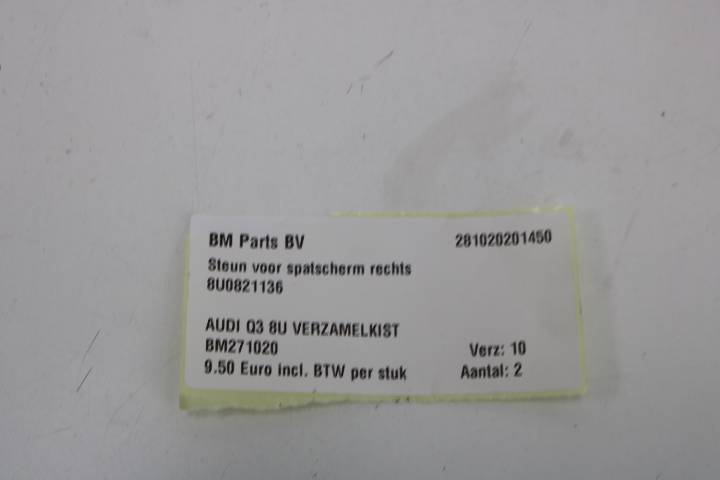 BM Parts BV 281020201450
Steun voor spatscherm rechts
8U0821136
AUDI Q3 8U VERZAMELKIST
BM271020 Verz: 10
9.50 Euro incl. BTW per stuk Aantal: 2